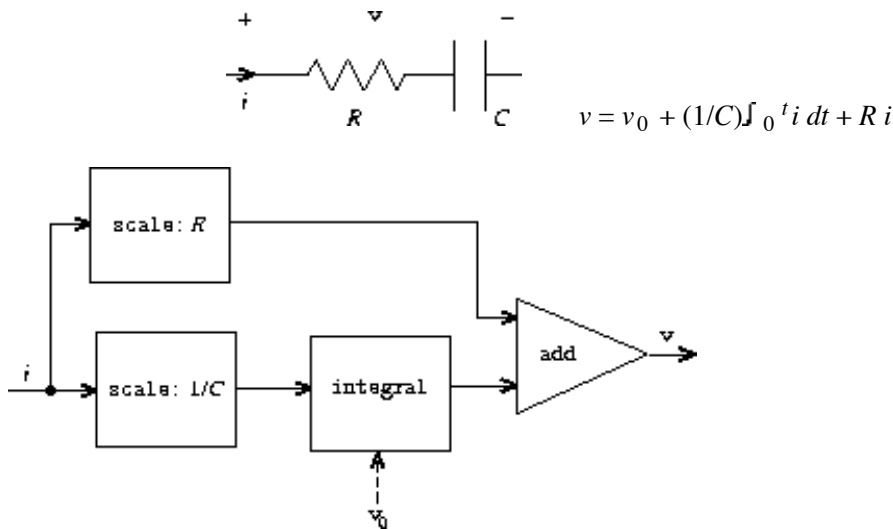 + v -
i R C
v = v0 + (1/C)∫0 t i dt + R i
scale: R
i
scale: 1/C
integral
add
v
v0